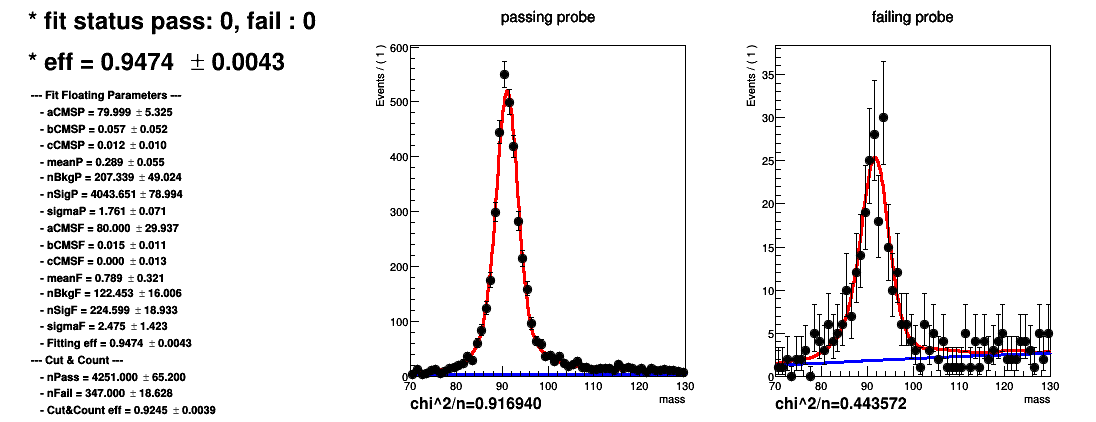 * fit status pass: 0, fail : 0
* eff = 0.9474 ± 0.0043
--- Fit Floating Parameters ---
- aCMSP = 79.999 ± 5.325
- bCMSP = 0.057 ± 0.052
- cCMSP = 0.012 ± 0.010
- meanP = 0.289 ± 0.055
- nBkgP = 207.339 ± 49.024
- nSigP = 4043.651 ± 78.994
- sigmaP = 1.761 ± 0.071
- aCMSF = 80.000 ± 29.937
- bCMSF = 0.015 ± 0.011
- cCMSF = 0.000 ± 0.013
- meanF = 0.789 ± 0.321
- nBkgF = 122.453 ± 16.006
- nSigF = 224.599 ± 18.933
- sigmaF = 2.475 ± 1.423
- Fitting eff = 0.9474 ± 0.0043
--- Cut & Count ---
- nPass = 4251.000 ± 65.200
- nFail = 347.000 ± 18.628
- Cut&Count eff = 0.9245 ± 0.0039
passing probe
Events / ( 1 )
600
500
400
300
200
100
0
70 80 90 100 110 120 130
mass
chi^2/n=0.916940
failing probe
Events / ( 1 )
35
30
25
20
15
10
5
0
70 80 90 100 110 120 130
mass
chi^2/n=0.443572